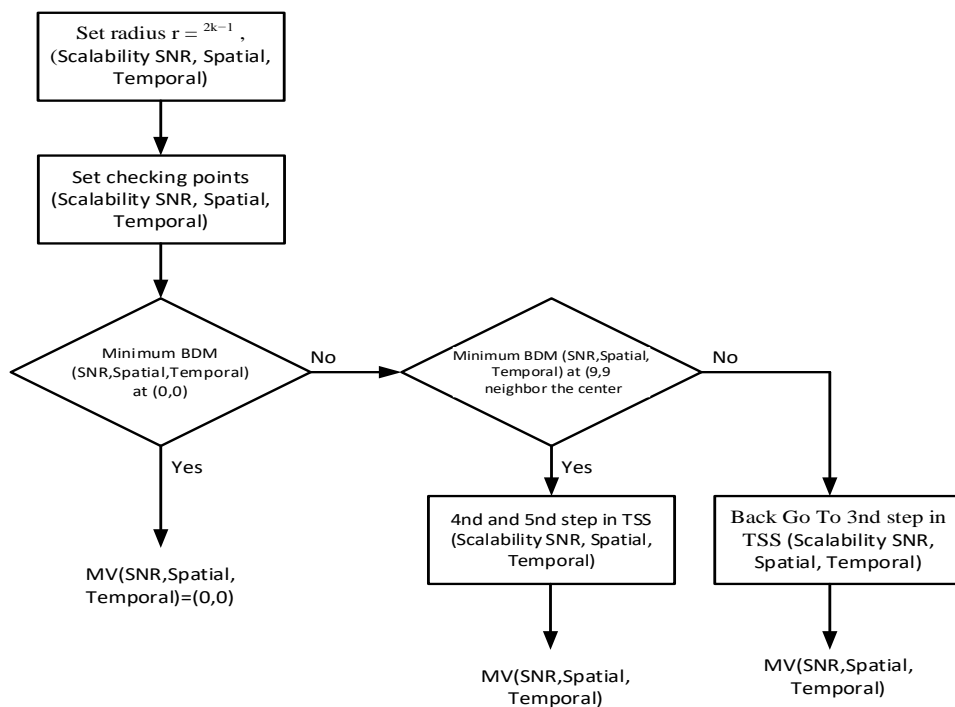 Set radius r = 2k−1 ,
(Scalability SNR, Spatial,
Temporal)
Set checking points
(Scalability SNR, Spatial,
Temporal)
Minimum BDM
(SNR,Spatial,Temporal)
at (0,0)
No
Minimum BDM (SNR,Spatial,
Temporal) at (9,9
neighbor the center
No
Yes
Yes
MV(SNR,Spatial,
Temporal)=(0,0)
4nd and 5nd step in TSS
(Scalability SNR, Spatial,
Temporal)
Back Go To 3nd step in
TSS (Scalability SNR,
Spatial, Temporal)
MV(SNR,Spatial,
Temporal)
MV(SNR,Spatial,
Temporal)